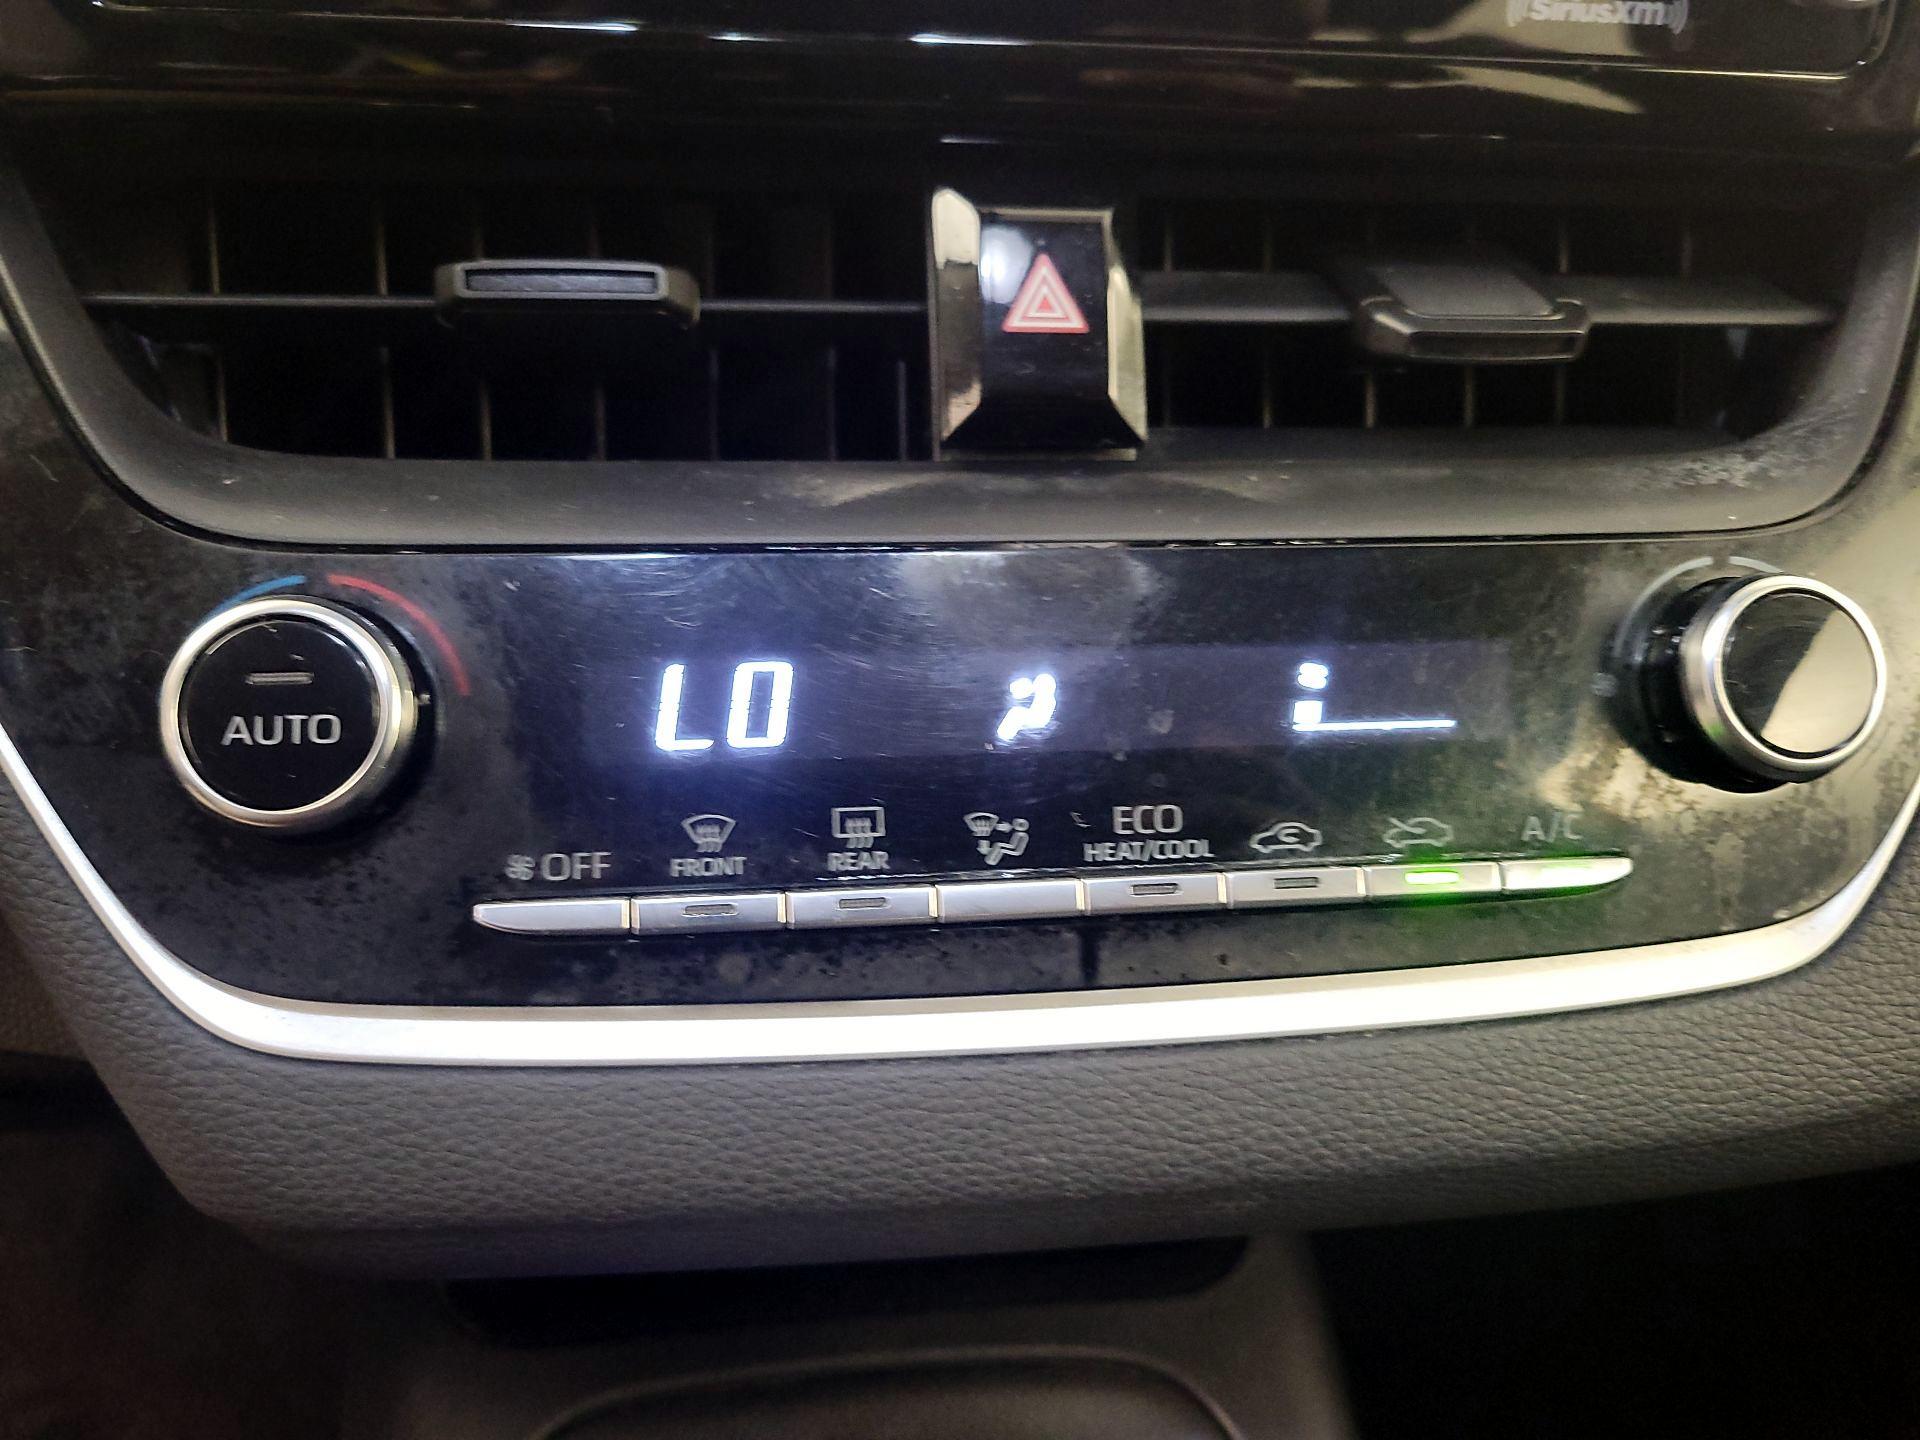 SiriusXM
LO
AUTO
OFF
FRONT
REAR
ECO
HEAT/COOL
A/C